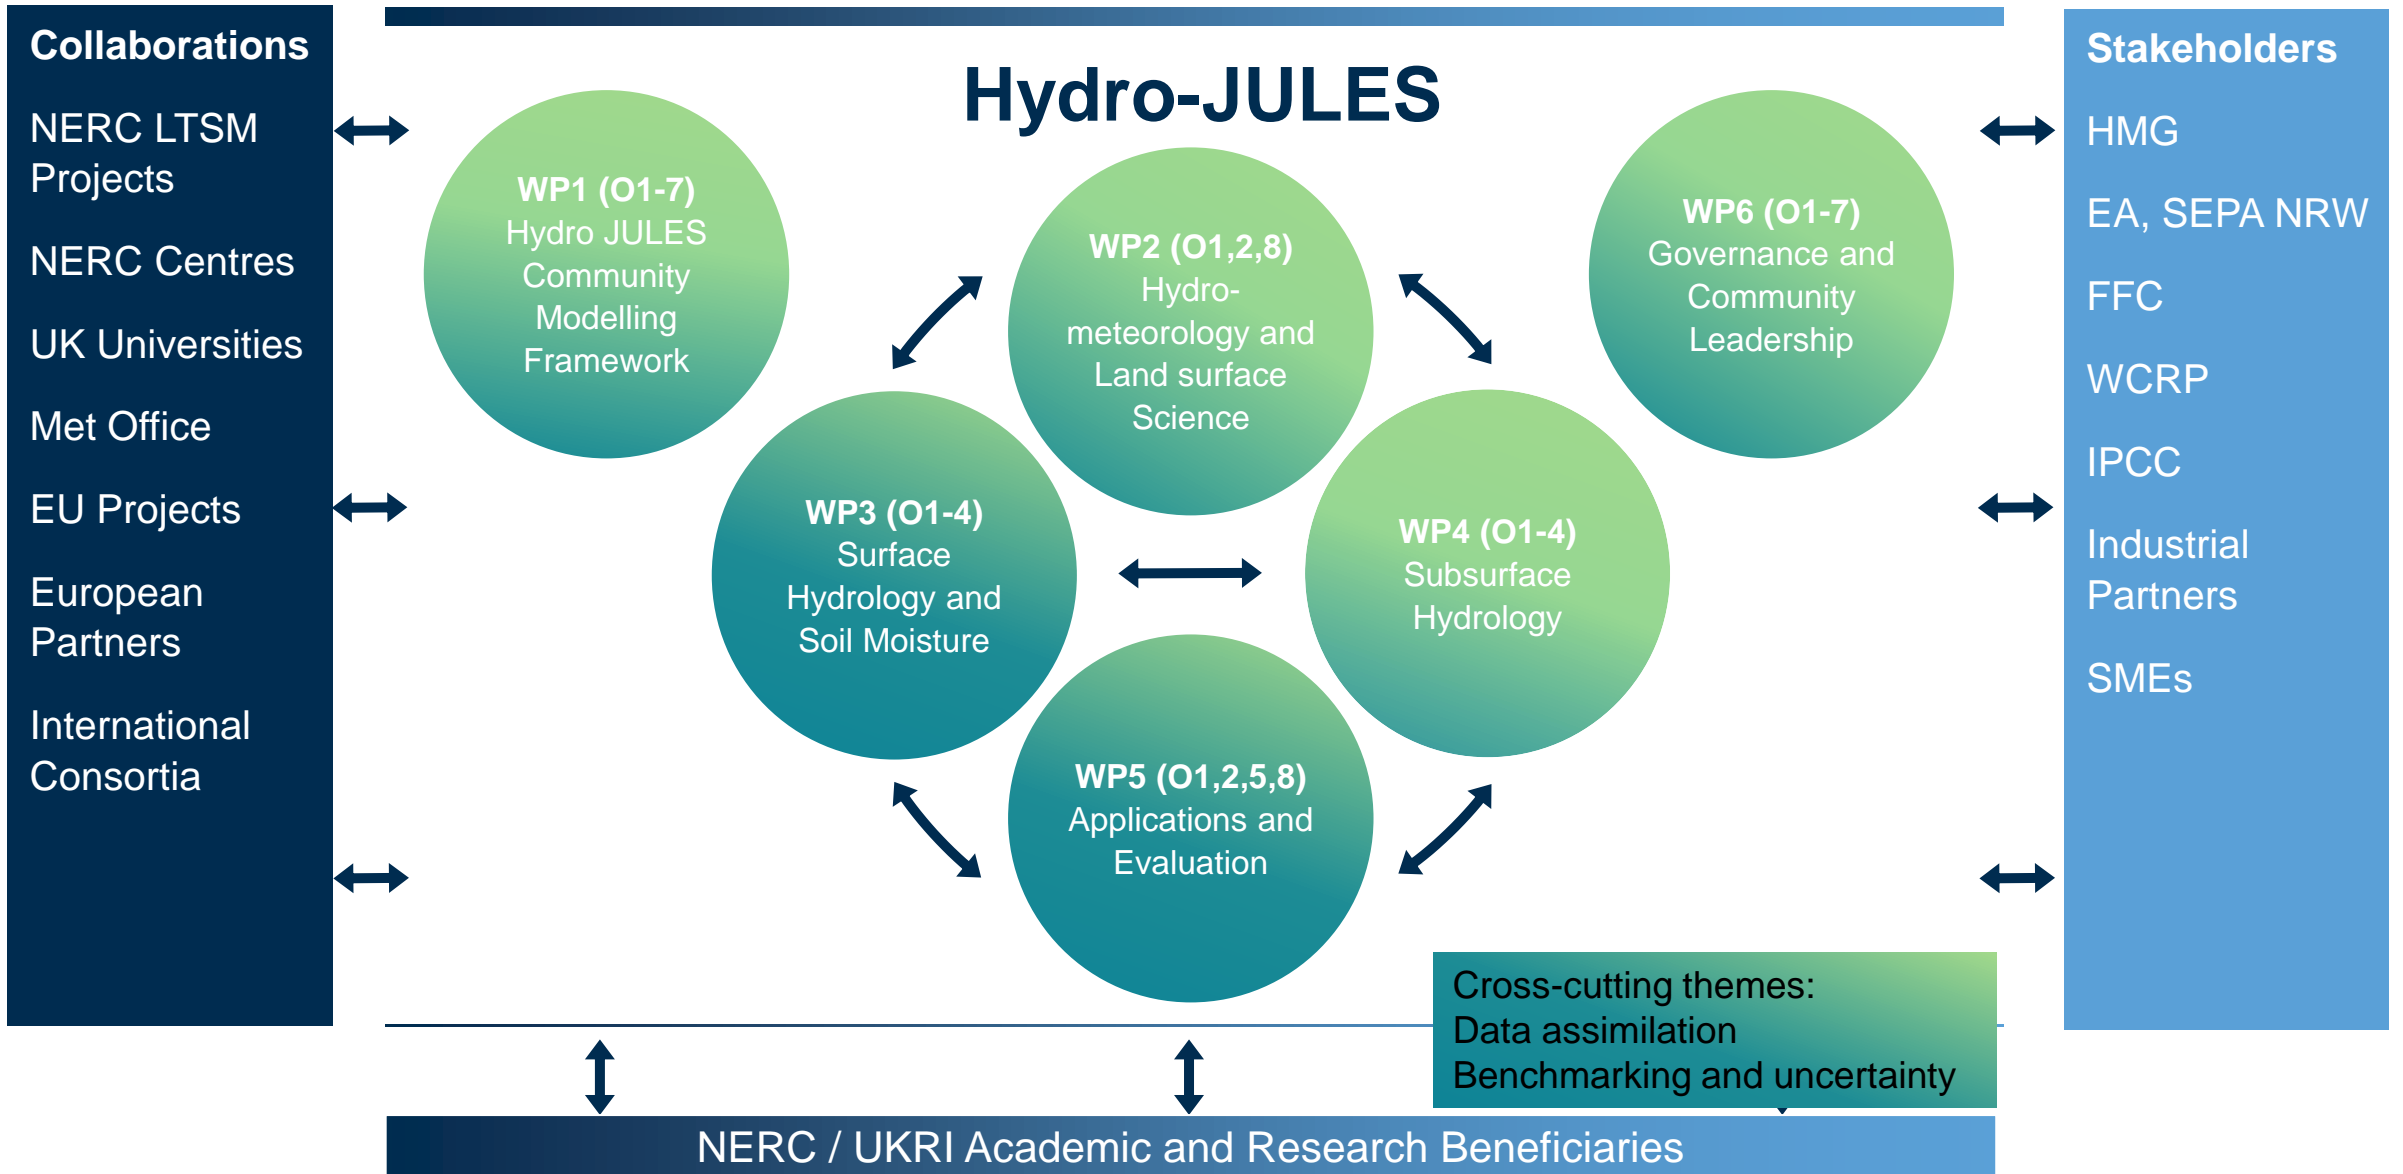 Collaborations
NERC LTSM
Projects
NERC Centres
UK Universities
Met Office
EU Projects
European
Partners
International
Consortia
Hydro-JULES
WP1 (O1-7)
Hydro JULES
Community
Modelling
Framework
WP2 (O1,2,8)
Hydro-
meteorology and
Land surface
Science
WP6 (O1-7)
Governance and
Community
Leadership
WP3 (O1-4)
Surface
Hydrology and
Soil Moisture
WP4 (O1-4)
Subsurface
Hydrology
WP5 (O1,2,5,8)
Applications and
Evaluation
Cross-cutting themes:
Data assimilation
Benchmarking and uncertainty
NERC / UKRI Academic and Research Beneficiaries
Stakeholders
HMG
EA, SEPA NRW
FFC
WCRP
IPCC
Industrial
Partners
SMEs